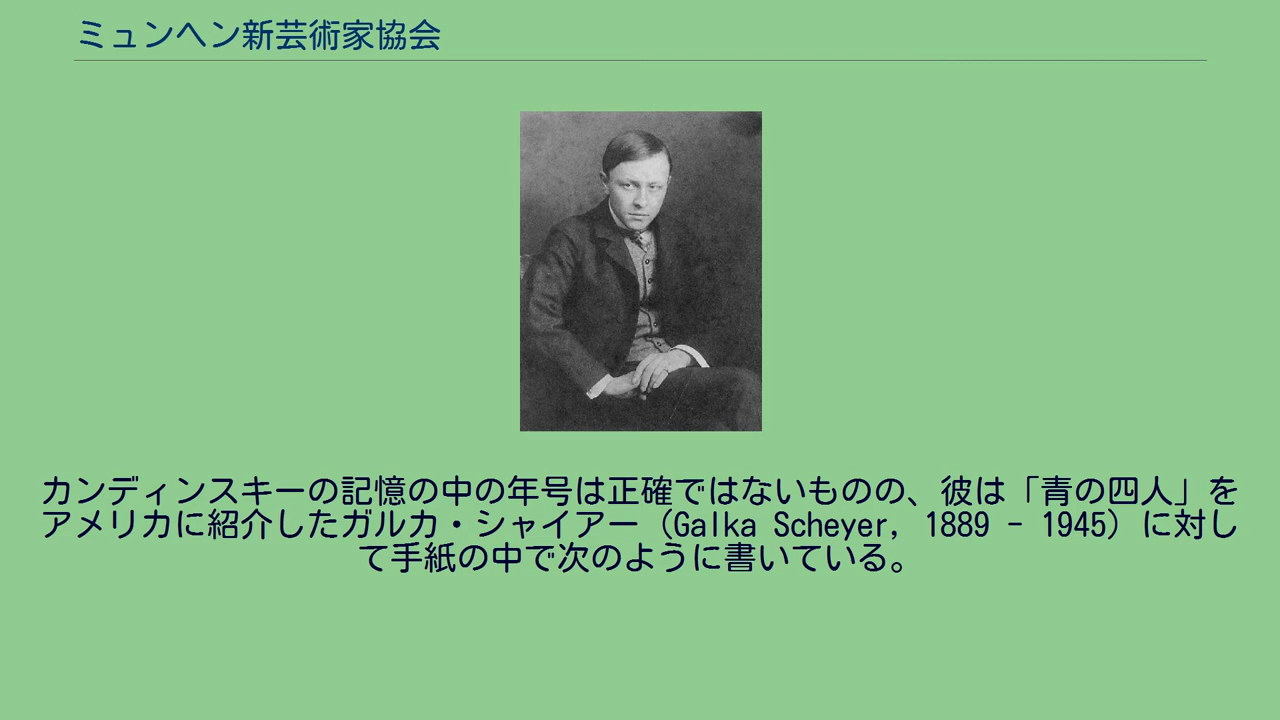 ミュンヘン新芸術家協会
カンディンスキーの記憶の中の年号は正確ではないものの、彼は「青の四人」を
アメリカに紹介したガルカ・シャイアー（Galka Scheyer, 1889 - 1945）に対し
て手紙の中で次のように書いている。